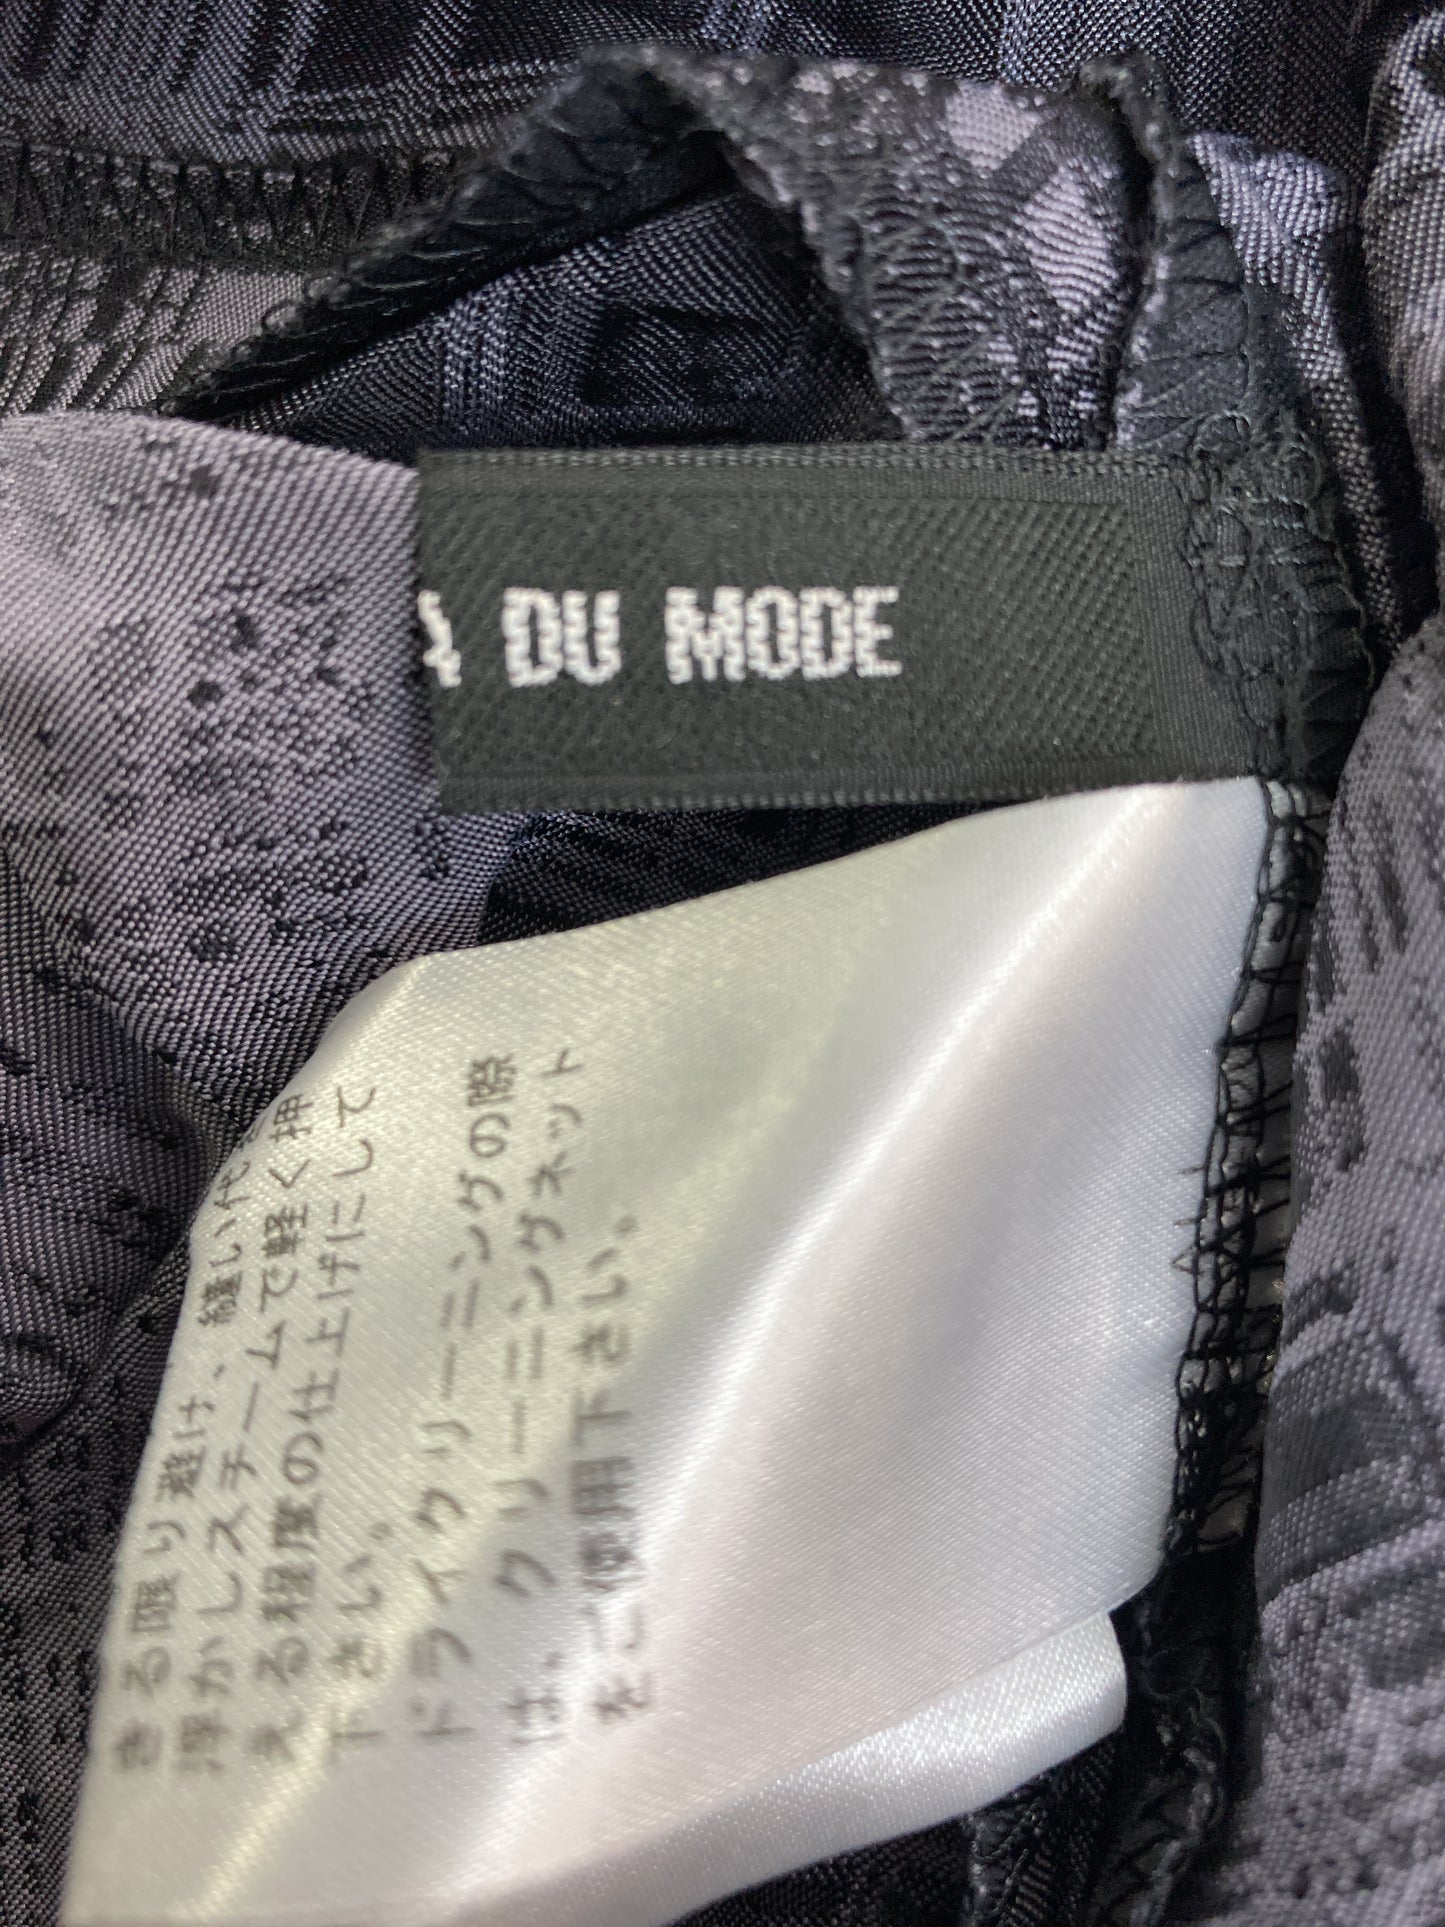 A DU MODE
きる限り避け、縫い代を
浮かしスチームで軽く押
える程度の仕上げにして
下さい。
ドライクリーニングの際
は、クリーニングネット
をご使用下さい。